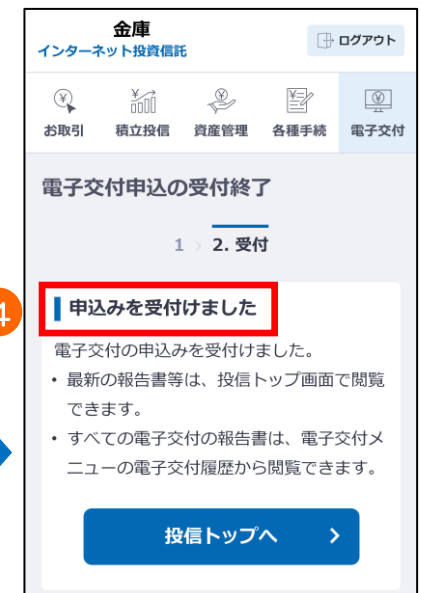 金庫
インターネット投資信託
ログアウト
お取引 積立投信 資産管理 各種手続 電子交付
電子交付申込の受付終了
1 > 2. 受付
4
申込みを受付けました
電子交付の申込みを受付けました。
• 最新の報告書等は、投信トップ画面で閲覧
できます。
• すべての電子交付の報告書は、電子交付メ
ニューの電子交付履歴から閲覧できます。
投信トップへ